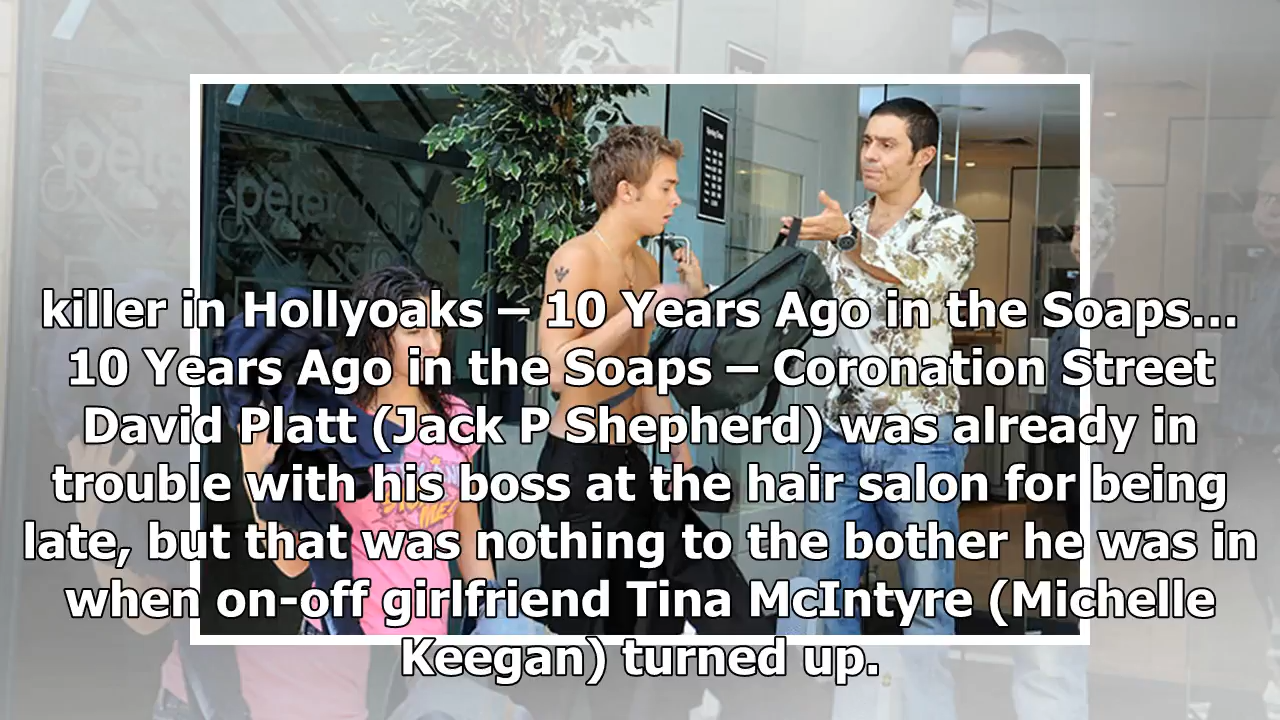 peter
killer in Hollyoaks – 10 Years Ago in the Soaps...
10 Years Ago in the Soaps – Coronation Street
David Platt (Jack P Shepherd) was already in
trouble with his boss at the hair salon for being
late, but that was nothing to the bother he was in
when on-off girlfriend Tina McIntyre (Michelle
Keegan) turned up.